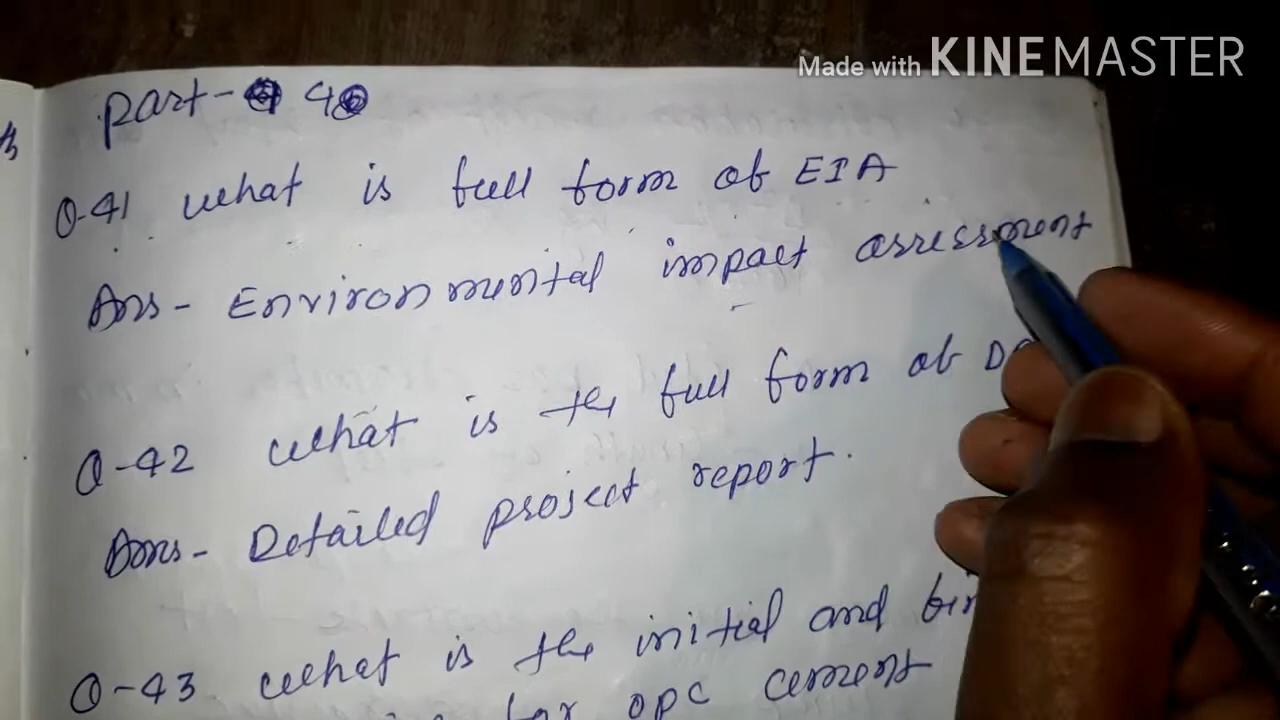 Made with KINEMASTER
Part- 4
Q-41 what is full form of EIA
Ans - Environmental impact assessment
Q-42 what is the full form of
Ans - Detailed project report.
Q-43 what is the initial and
for opc cement